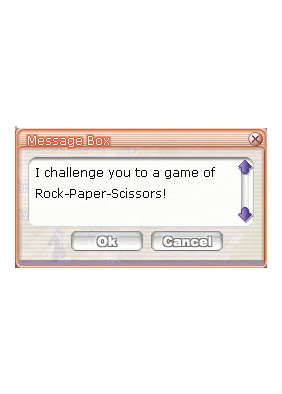 Message Box
I challenge you to a game of
Rock-Paper-Scissors!
Ok
Cancel